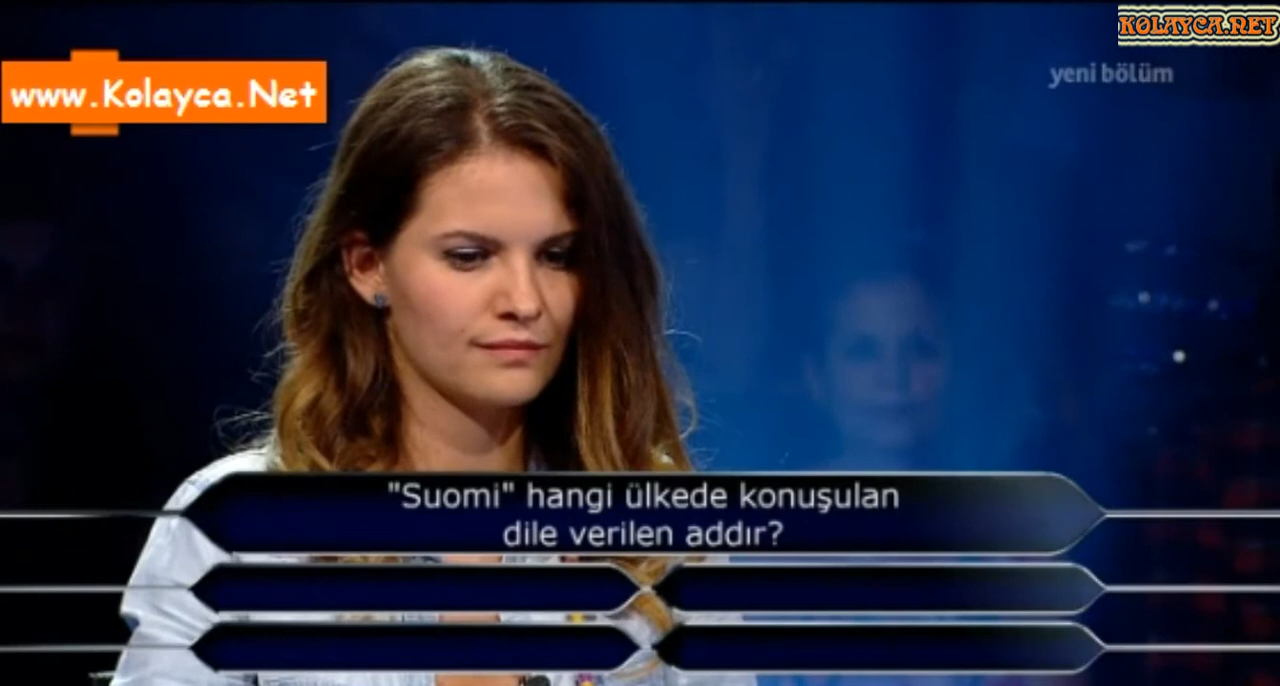 KOLAYCA.NET
yeni bölüm
www.Kolayca.Net
"Suomi" hangi ülkede konuşulan
dile verilen addır?